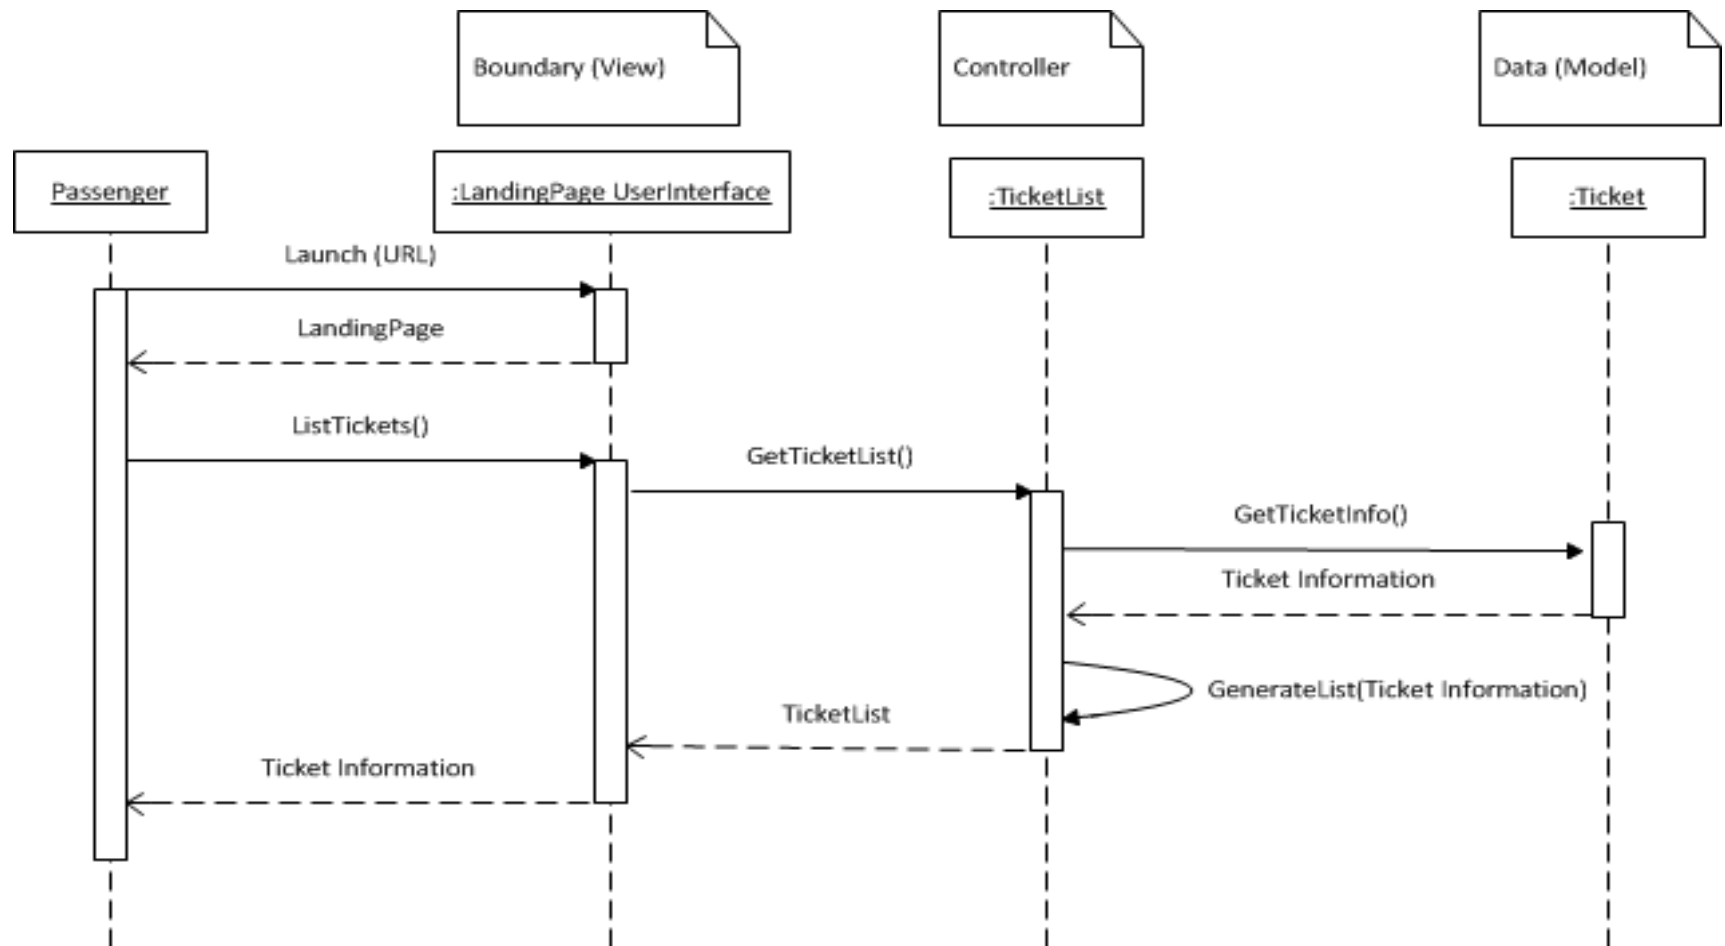 Boundary (View)
Controller
Data (Model)
Passenger
:LandingPage UserInterface
:TicketList
:Ticket
Launch (URL)
LandingPage
ListTickets()
GetTicketList()
GetTicketInfo()
Ticket Information
GenerateList(Ticket Information)
TicketList
Ticket Information